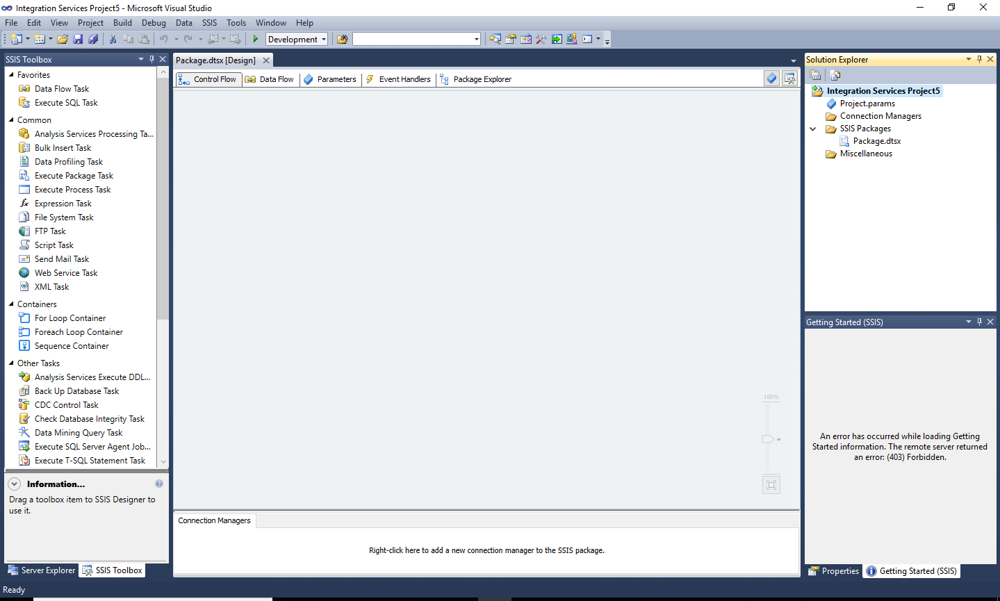 Integration Services Project5 - Microsoft Visual Studio
File Edit View Project Build Debug Data SSIS Tools Window Help
Development
SSIS Toolbox
Favorites
Data Flow Task
Execute SQL Task
Common
Analysis Services Processing Ta...
Bulk Insert Task
Data Profiling Task
Execute Package Task
Execute Process Task
Expression Task
File System Task
FTP Task
Script Task
Send Mail Task
Web Service Task
XML Task
Containers
For Loop Container
Foreach Loop Container
Sequence Container
Other Tasks
Analysis Services Execute DDL...
Back Up Database Task
CDC Control Task
Check Database Integrity Task
Data Mining Query Task
Execute SQL Server Agent Job...
Execute T-SQL Statement Task
Information...
Drag a toolbox item to SSIS Designer to
use it.
Server Explorer SSIS Toolbox
Package.dtsx [Design]
Control Flow Data Flow Parameters Event Handlers Package Explorer
100%
Connection Managers
Right-click here to add a new connection manager to the SSIS package.
Solution Explorer
Integration Services Project5
Project.params
Connection Managers
SSIS Packages
Package.dtsx
Miscellaneous
Getting Started (SSIS)
An error has occurred while loading Getting
Started information. The remote server returned
an error: (403) Forbidden.
Properties Getting Started (SSIS)
Ready